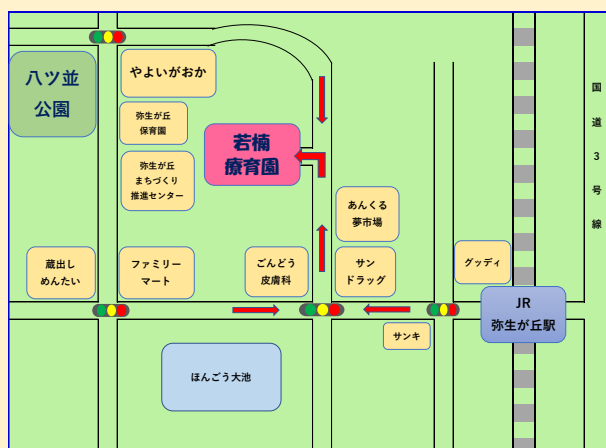 八ツ並
公園
やよいがおか
弥生が丘
保育園
弥生が丘
まちづくり
推進センター
若楠
療育園
国道3号線
あんくる
夢市場
蔵出し
めんたい
ファミリー
マート
ごんどう
皮膚科
サン
ドラッグ
グッディ
JR
弥生が丘駅
サンキ
ほんごう大池